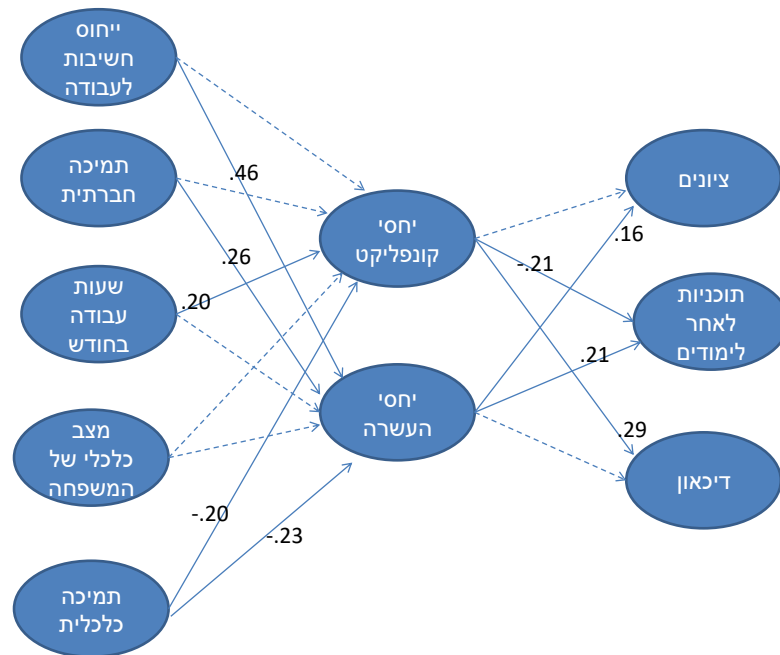 ייחוס
חשיבות
לעבודה
תמיכה
חברתית
שעות
עבודה
בחודש
מצב
כלכלי של
המשפחה
תמיכה
כלכלית
.46
.26
.20
-.20
-.23
יחסי
קונפליקט
יחסי
העשרה
.16
-.21
.21
.29
ציונים
תוכניות
לאחר
לימודים
דיכאון